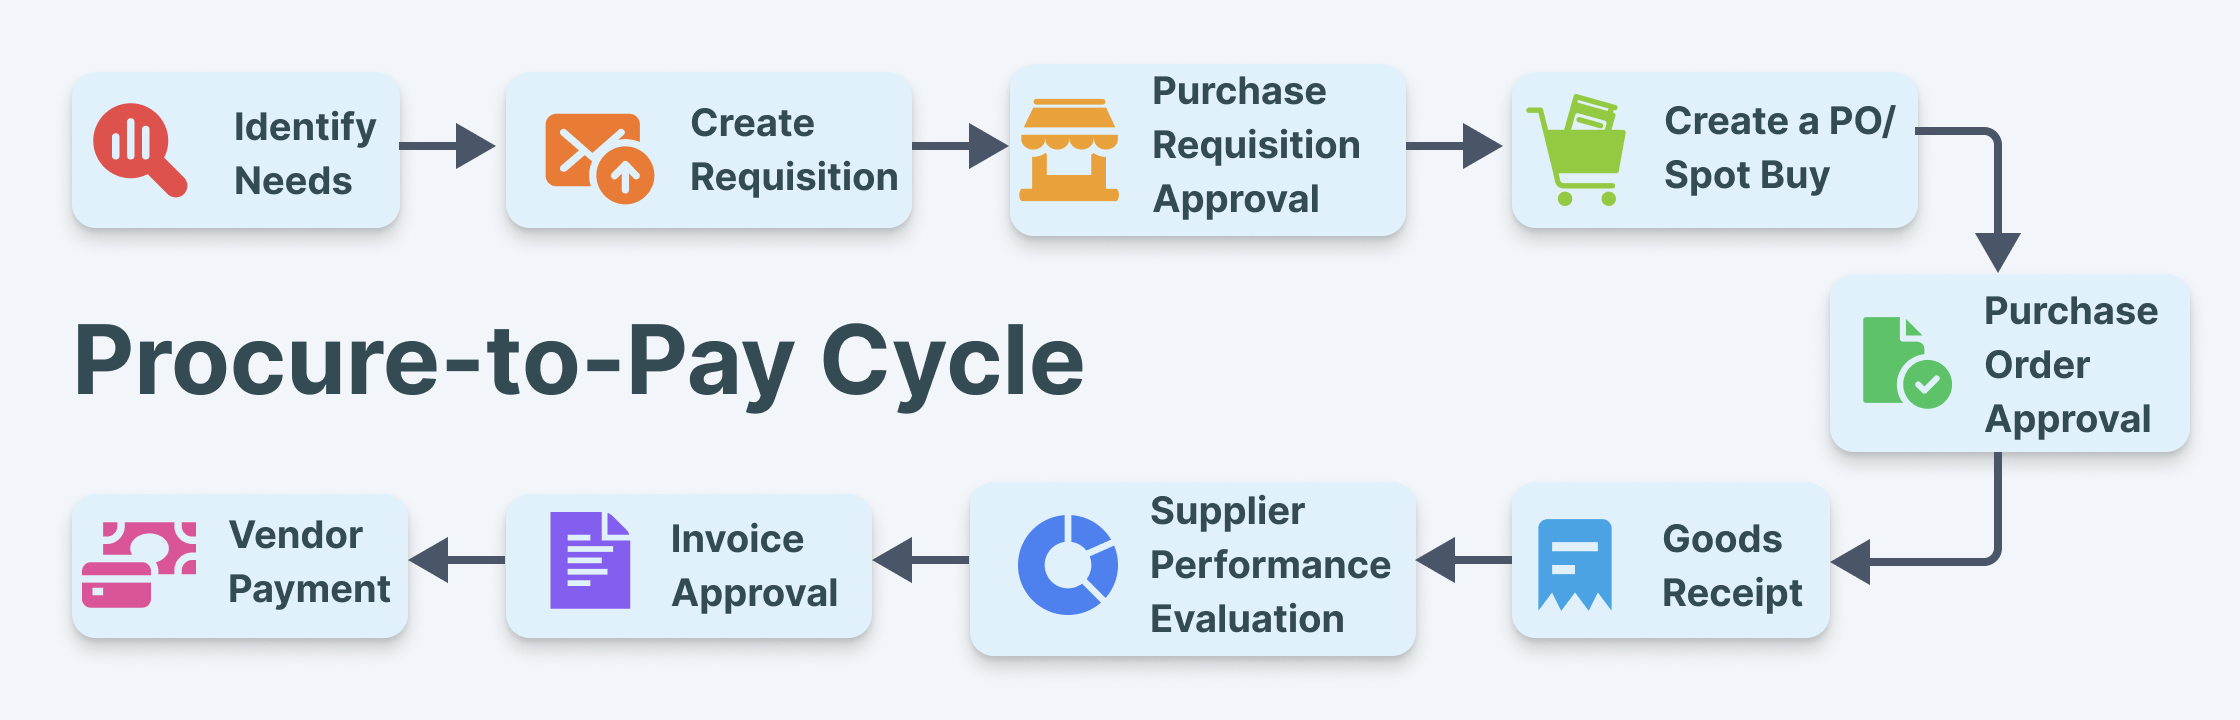 Identify
Needs
Create
Requisition
Purchase
Requisition
Approval
Create a PO/
Spot Buy
Purchase
Order
Approval
Procure-to-Pay Cycle
Goods
Receipt
Supplier
Performance
Evaluation
Invoice
Approval
Vendor
Payment